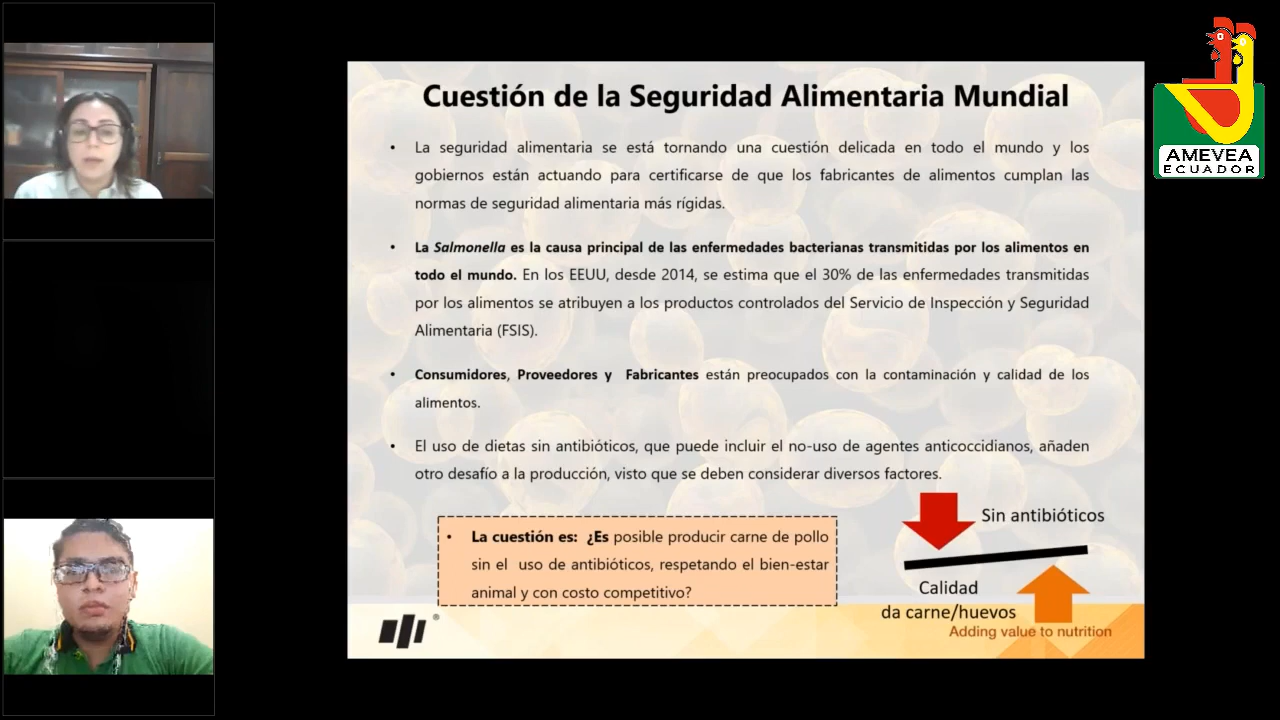 Cuestión de la Seguridad Alimentaria Mundial
• La seguridad alimentaria se está tornando una cuestión delicada en todo el mundo y los
gobiernos están actuando para certificarse de que los fabricantes de alimentos cumplan las
normas de seguridad alimentaria más rígidas.
• La Salmonella es la causa principal de las enfermedades bacterianas transmitidas por los alimentos en
todo el mundo. En los EEUU, desde 2014, se estima que el 30% de las enfermedades transmitidas
por los alimentos se atribuyen a los productos controlados del Servicio de Inspección y Seguridad
Alimentaria (FSIS).
• Consumidores, Proveedores y Fabricantes están preocupados con la contaminación y calidad de los
alimentos.
• El uso de dietas sin antibióticos, que puede incluir el no-uso de agentes anticoccidianos, añaden
otro desafío a la producción, visto que se deben considerar diversos factores.
• La cuestión es: ¿Es posible producir carne de pollo
sin el uso de antibióticos, respetando el bien-estar
animal y con costo competitivo?
Sin antibióticos
Calidad
da carne/huevos
Adding value to nutrition
®
AMEVEA
ECUADOR